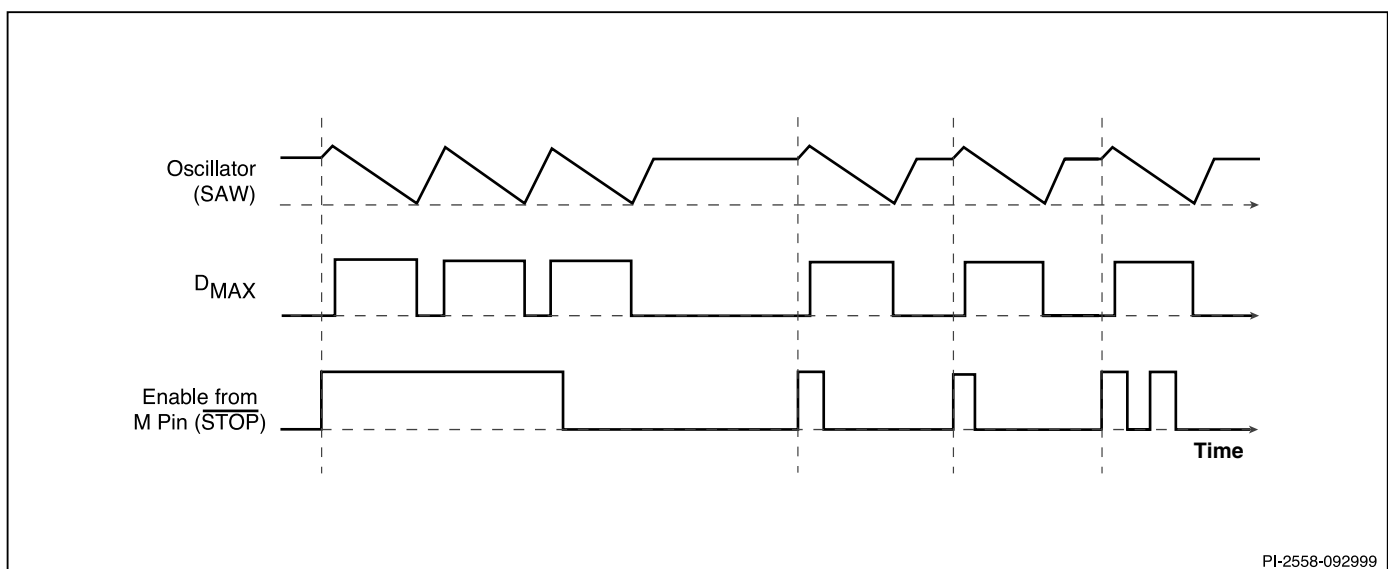 Oscillator
(SAW)
DMAX
Enable from
M Pin (STOP)
Time
PI-2558-092999